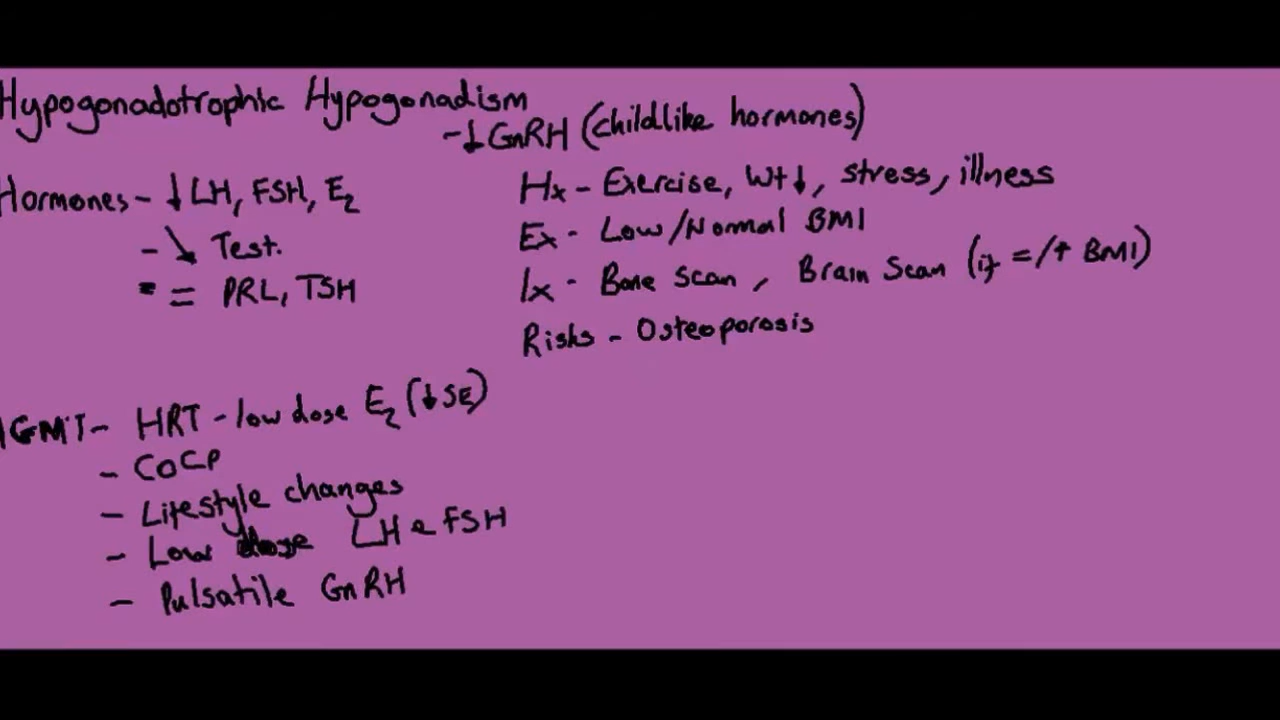 Hypogonadotrophic Hypogonadism
- ↓ GnRH (childlike hormones)
Hormones - ↓ LH, FSH, E2
- ↘ Test.
- = PRL, TSH
Hx - Exercise, Wt↓, stress, illness
Ex - Low/Normal BMI
Ix - Bone scan, Brain Scan (if =/↑ BMI)
Risks - Osteoporosis
MGMT - HRT - low dose E2 (↓SE)
- COCP
- Lifestyle changes
- Low dose LH e FSH
- Pulsatile GnRH